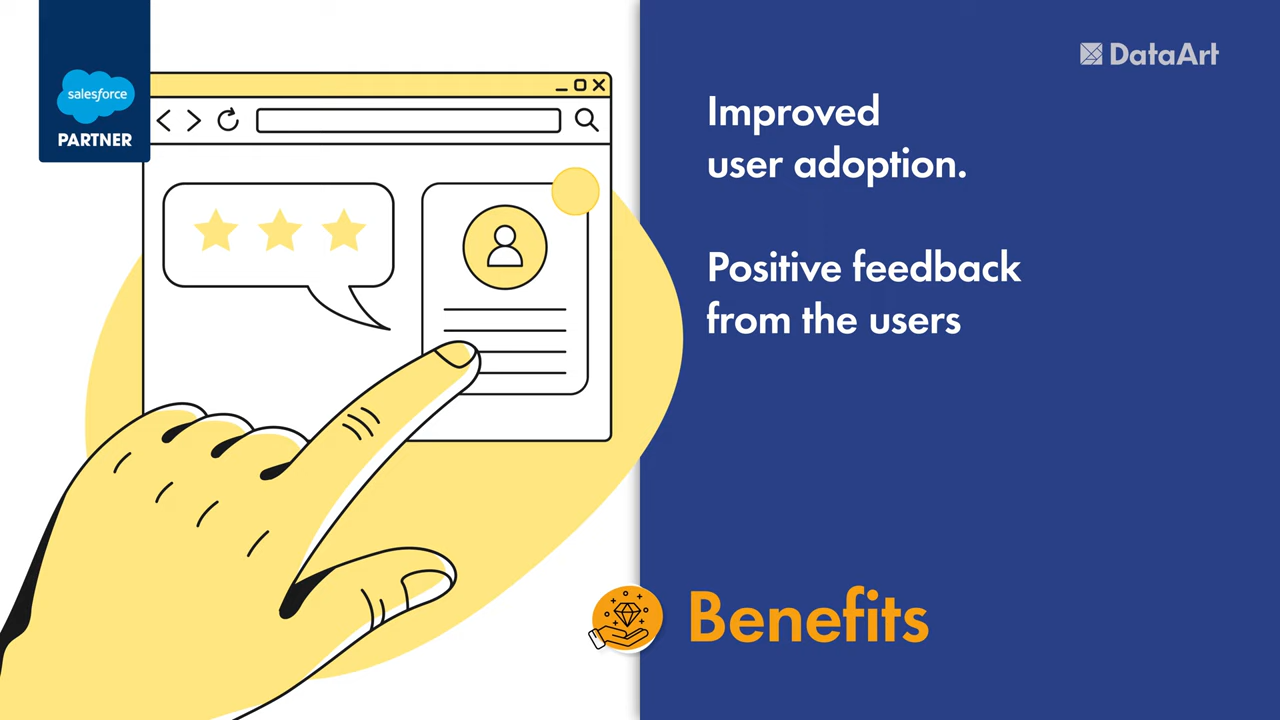 salesforce
PARTNER
DataArt
Improved
user adoption.
Positive feedback
from the users
Benefits